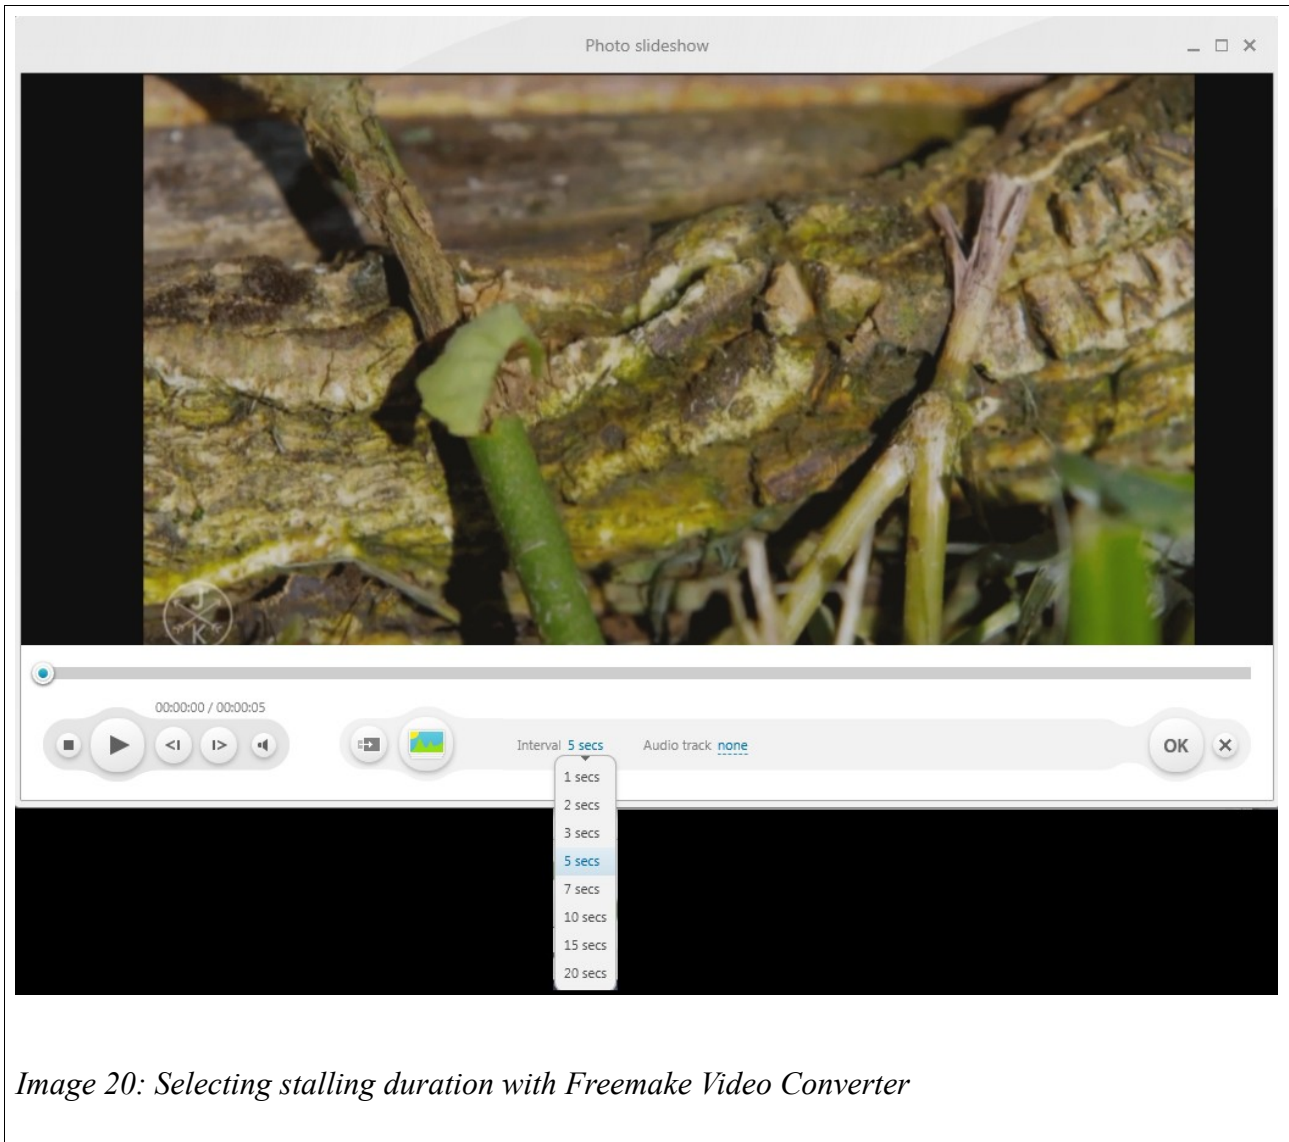 Photo slideshow
J
K
00:00:00 / 00:00:05
Interval 5 secs Audio track none OK
1 secs
2 secs
3 secs
5 secs
7 secs
10 secs
15 secs
20 secs
Image 20: Selecting stalling duration with Freemake Video Converter